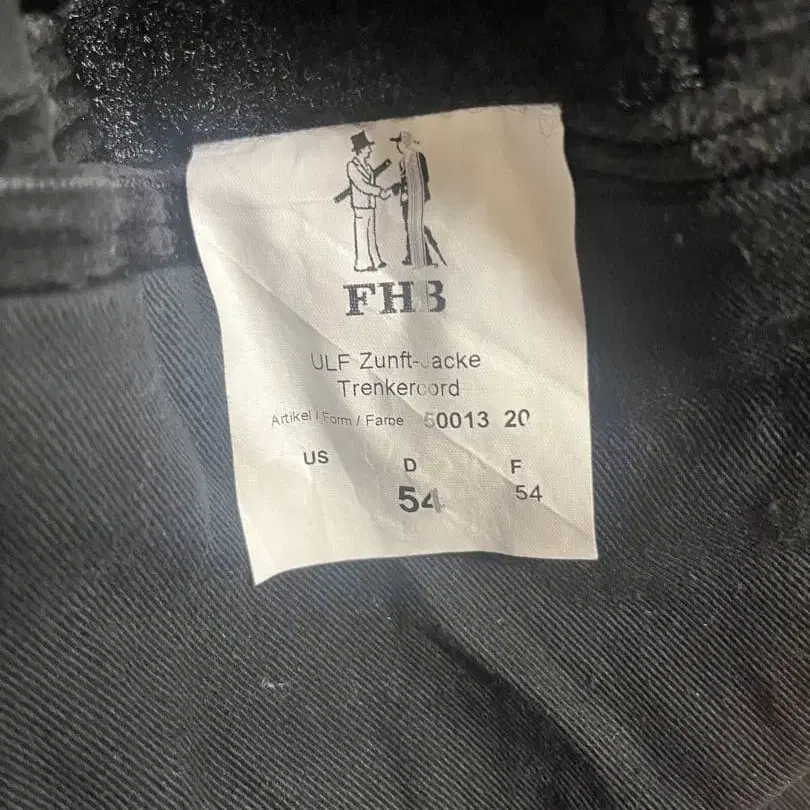 FHB
ULF Zunft-Jacke
Trenkercord
Artikel / Form / Farbe 50013 20
US D F
54 54